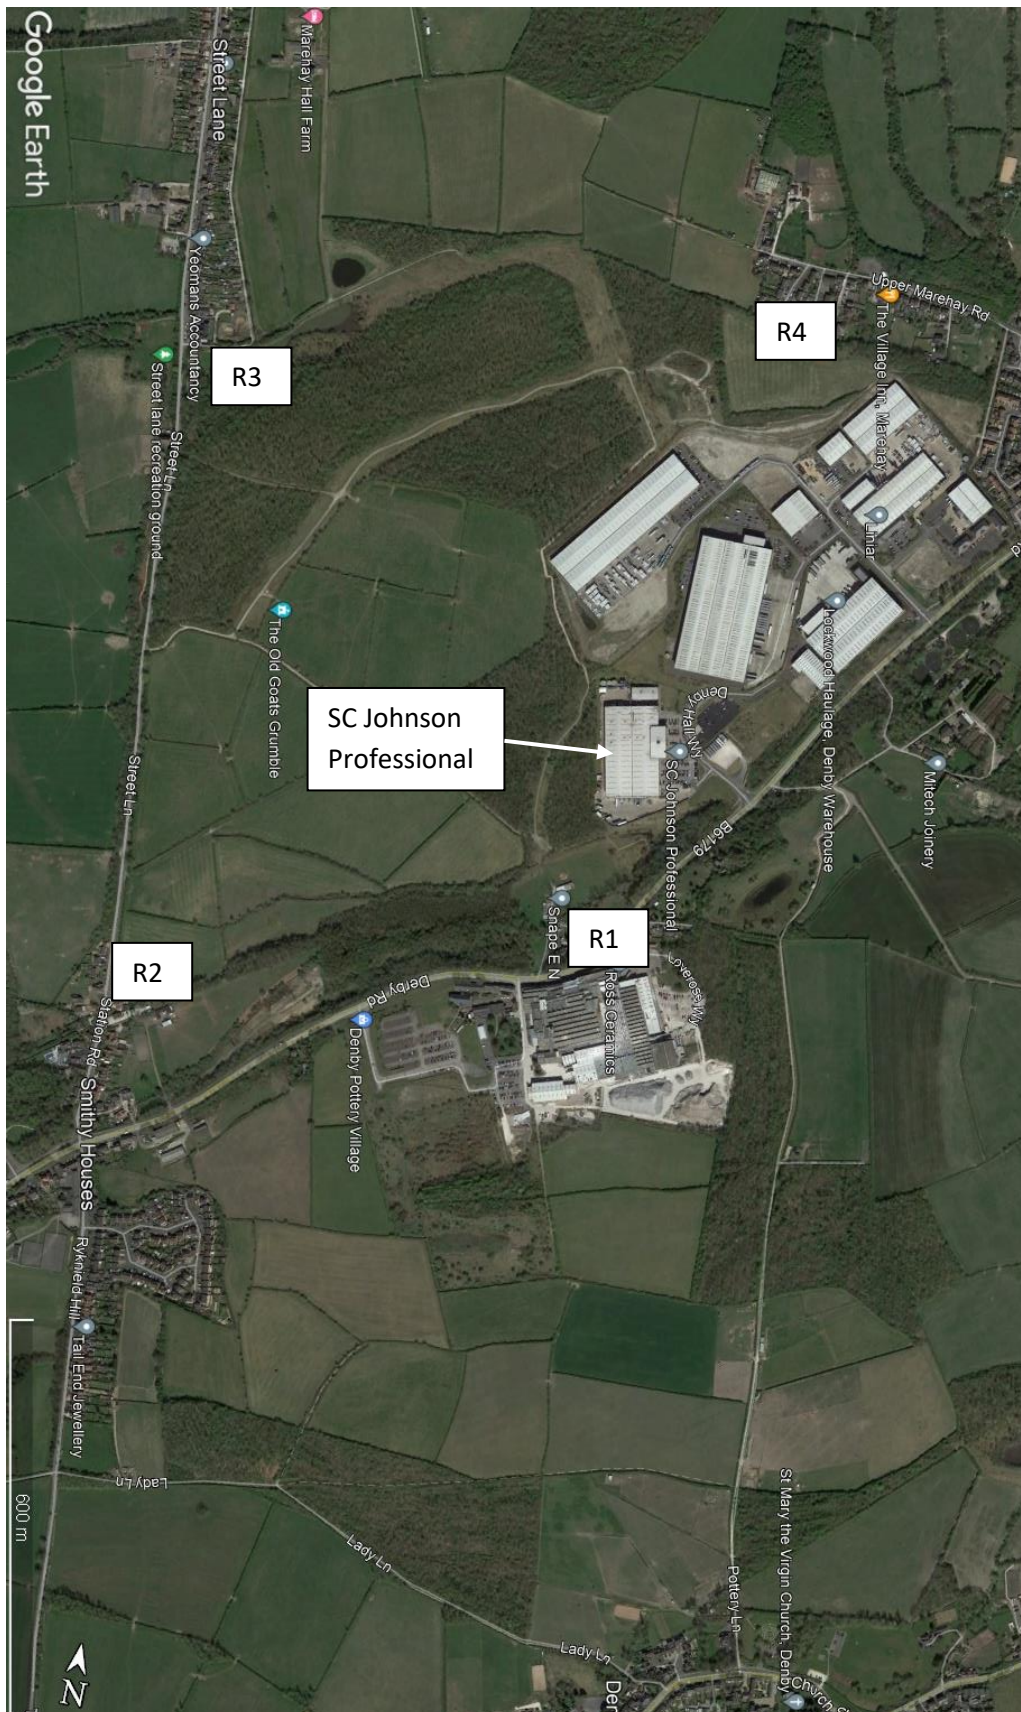 Google Earth
Street Lane
Marehay Hall Farm
Yeomans Accountancy
Street lane recreation ground
Street Ln
The Old Goats Grumble
Street Ln
Upper Marehay Rd
The Village Inn, Marehay
R4
R3
Liniar
Lockwood Haulage, Denby Warehouse
Mitech Joinery
Denby Hall Wy
SC Johnson
Professional
SC Johnson Professional
B6179
Snape E N
R1
R2
Ross Ceramics
Derby Rd
Denby Pottery Village
Station Rd
Smithy Houses
Ryknield Hill
Tail End Jewellery
Lady Ln
Lady Ln
Lady Ln
Pottery Ln
St Mary the Virgin Church, Denby
Den
600 m
N